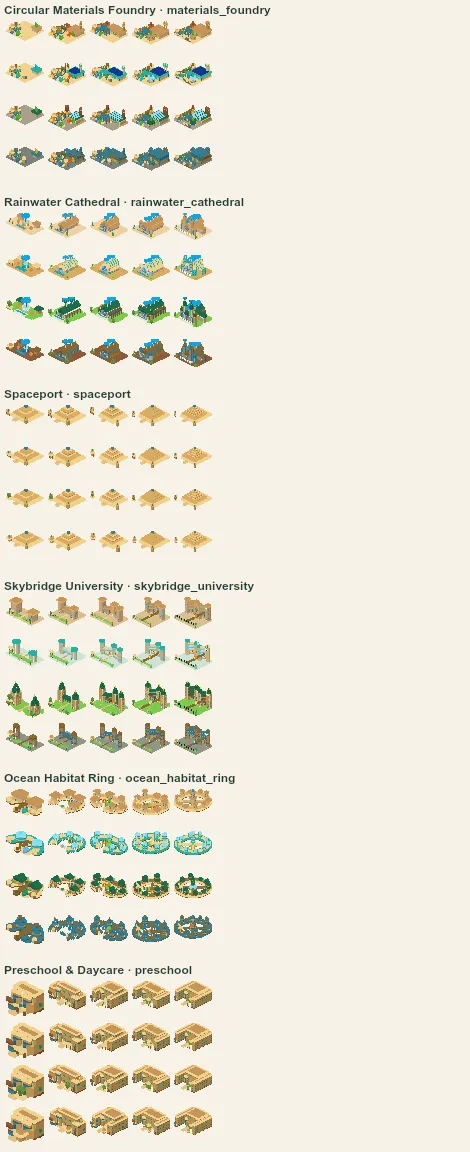 Circular Materials Foundry · materials_foundry
Rainwater Cathedral · rainwater_cathedral
Spaceport · spaceport
Skybridge University · skybridge_university
Ocean Habitat Ring · ocean_habitat_ring
Preschool & Daycare · preschool